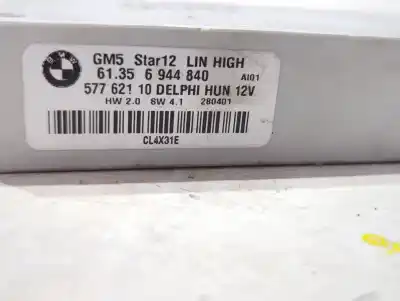 BMW
GM5 Star12 LIN HIGH
61.35 6 944 840 AI01
577 621 10 DELPHI HUN 12V
HW 2.0 SW 4.1 280401
CL4X31E